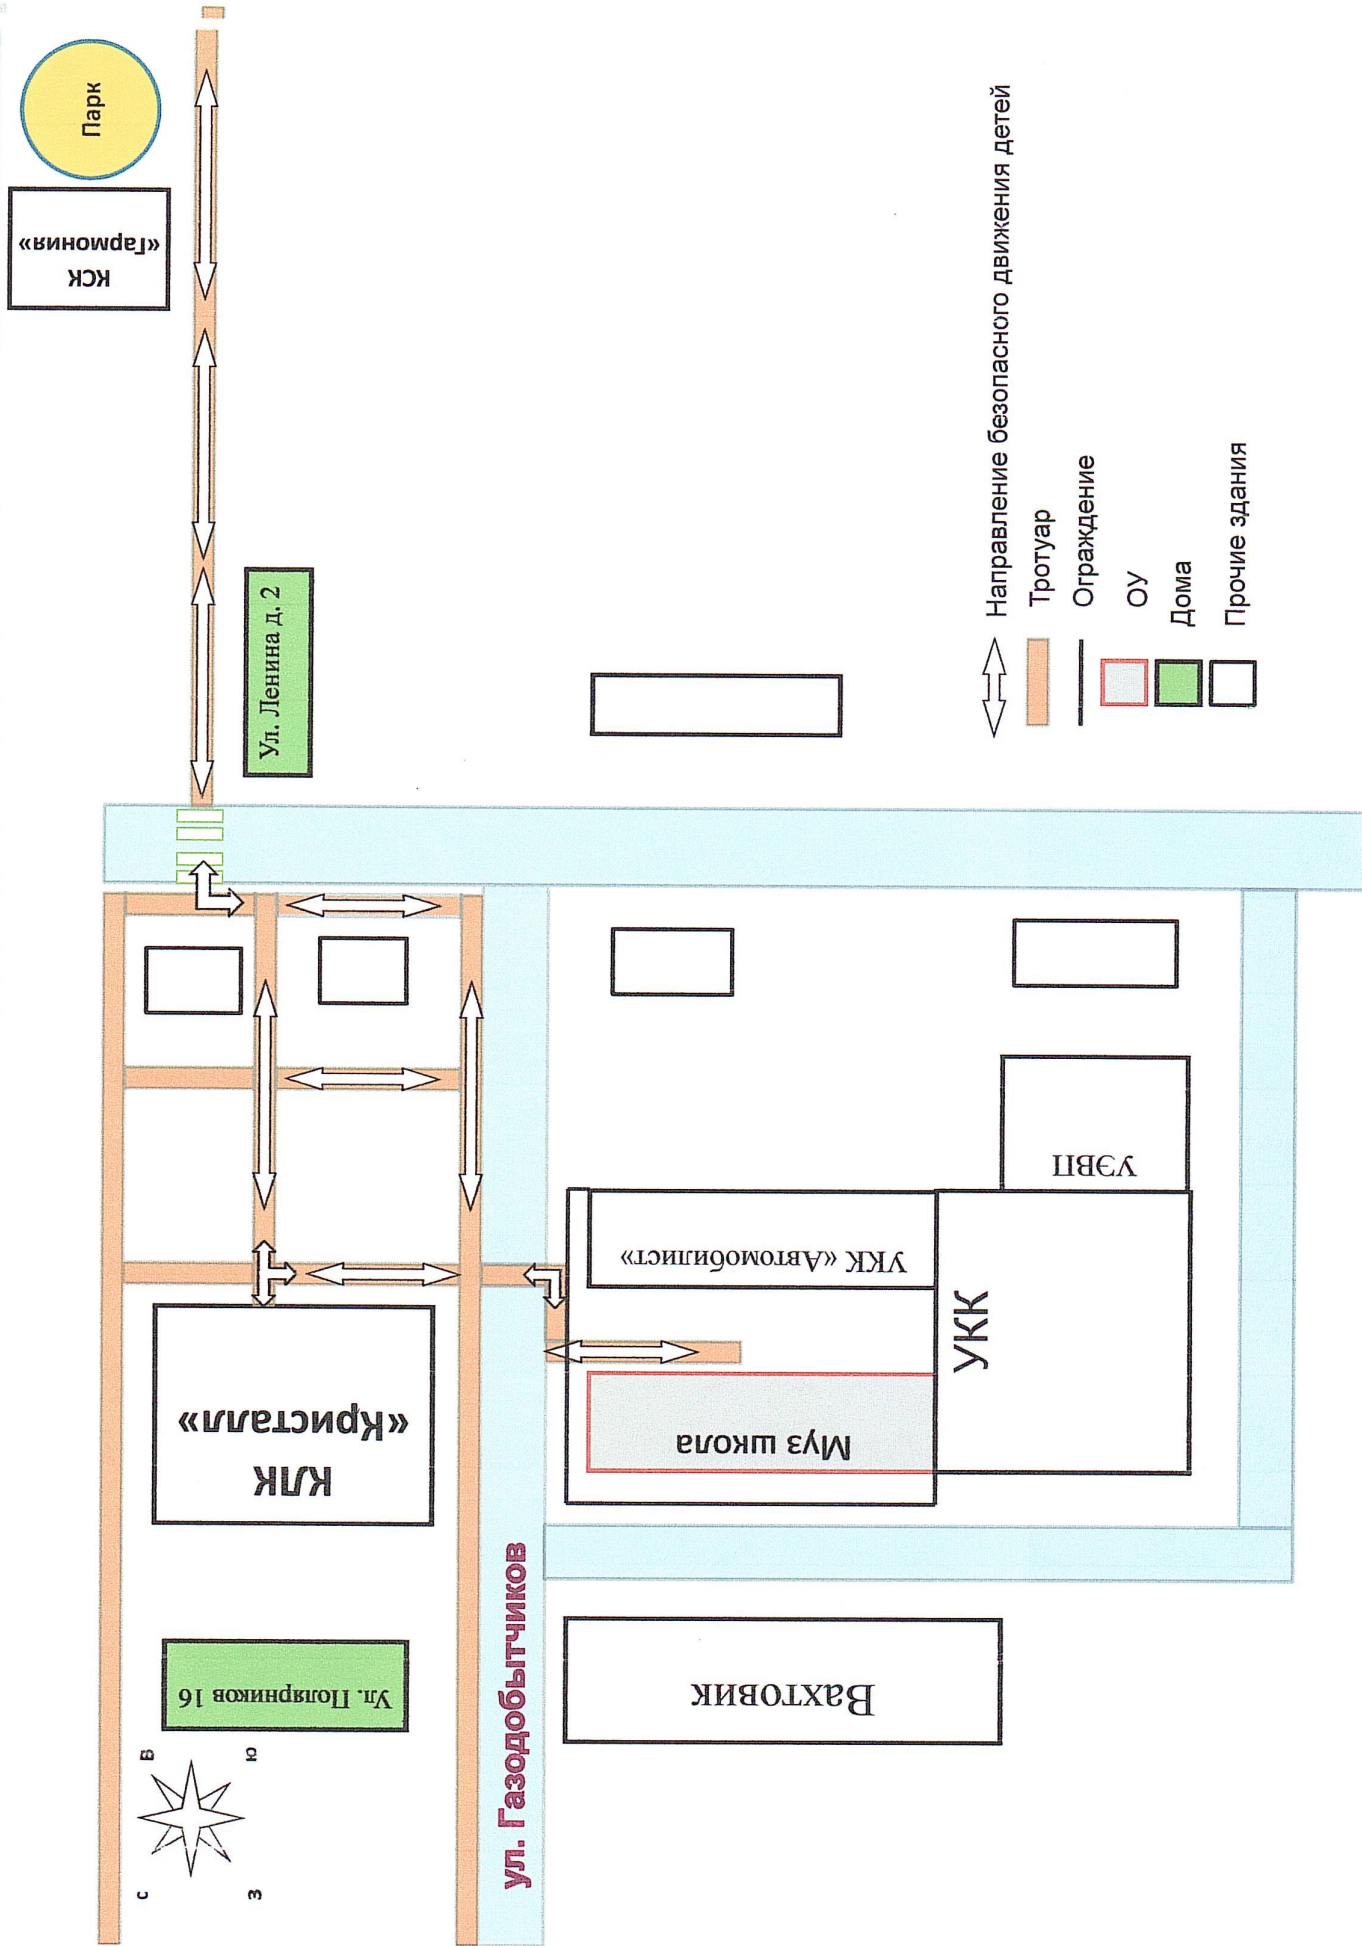 Парк
КСК
«Гармония»
Ул. Ленина д. 2
КЛК
«Кристалл»
Ул. Полярников 16
В
Ю
С
З
ул. Газодобытчиков
УКК «Автомобилист»
Муз школа
УКК
УЭВП
Вахтовик
Направление безопасного движения детей
Тротуар
Ограждение
ОУ
Дома
Прочие здания